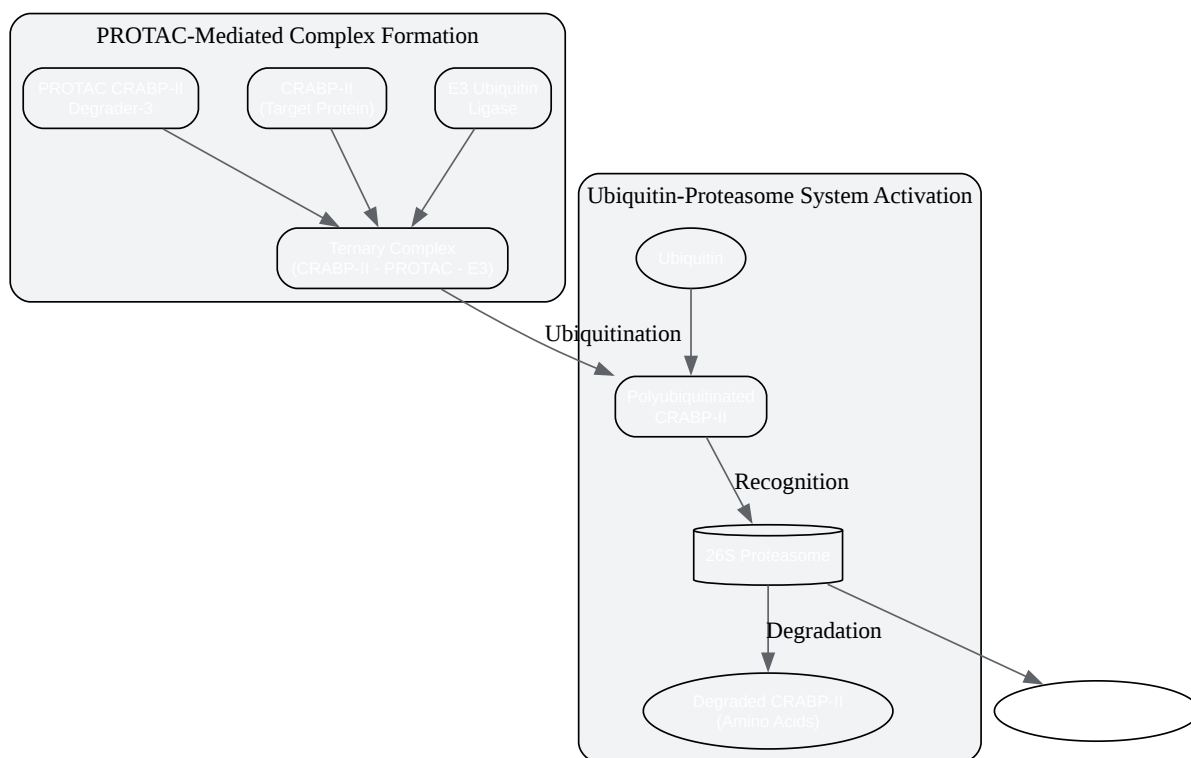 PROTAC-Mediated Complex Formation
PROTAC CRABP-II
Degrader-3
CRABP-II
(Target Protein)
E3 Ubiquitin
Ligase
Ternary Complex
(CRABP-II - PROTAC - E3)
Ubiquitin-Proteasome System Activation
Ubiquitin
Ubiquitination
Polyubiquitinated
CRABP-II
Recognition
26S Proteasome
Degradation
Degraded CRABP-II
(Amino Acids)